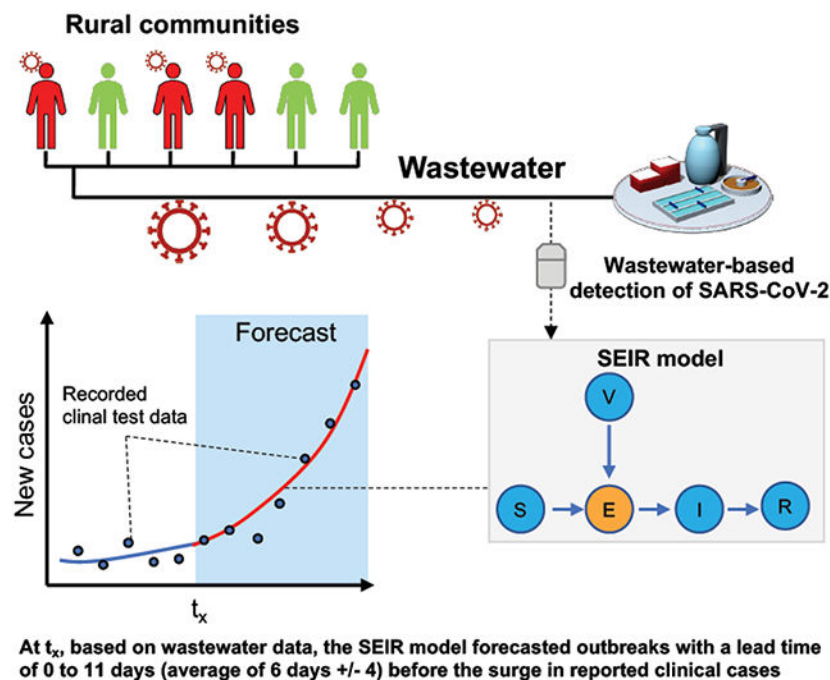 Rural communities
Wastewater
Wastewater-based
detection of SARS-CoV-2
Forecast
Recorded
clinal test data
New cases
t_x
SEIR model
V
S
E
I
R
At t_x, based on wastewater data, the SEIR model forecasted outbreaks with a lead time
of 0 to 11 days (average of 6 days +/- 4) before the surge in reported clinical cases